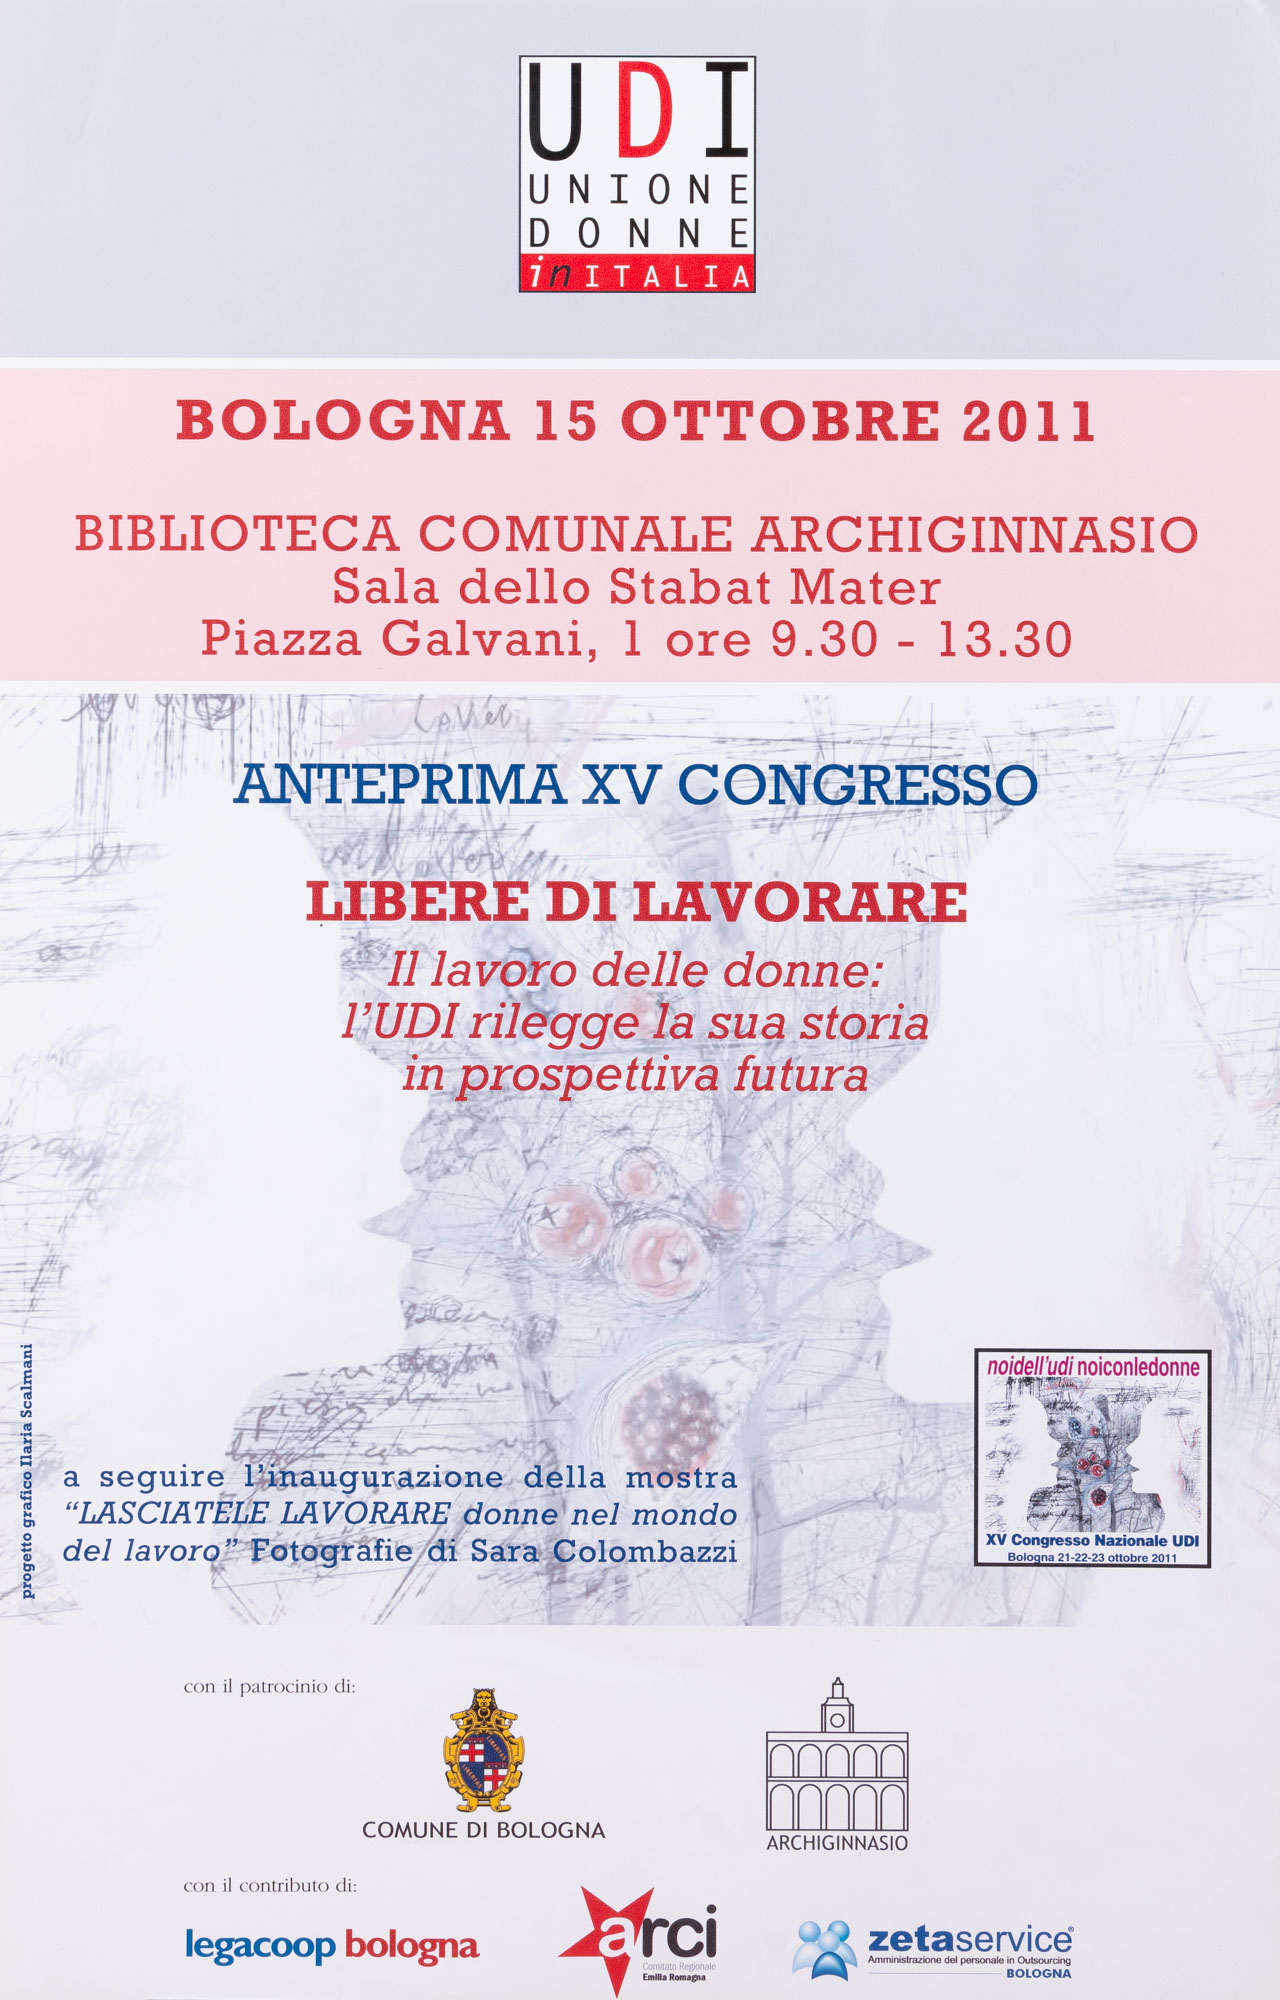 UDI
UNIONE
DONNE
in ITALIA
BOLOGNA 15 OTTOBRE 2011
BIBLIOTECA COMUNALE ARCHIGINNASIO
Sala dello Stabat Mater
Piazza Galvani, 1 ore 9.30 - 13.30
ANTEPRIMA XV CONGRESSO
LIBERE DI LAVORARE
Il lavoro delle donne:
l'UDI rilegge la sua storia
in prospettiva futura
progetto grafico Ilaria Scalmani
a seguire l'inaugurazione della mostra
“LASCIATELE LAVORARE donne nel mondo
del lavoro” Fotografie di Sara Colombazzi
noidell'udi noiconledonne
XV Congresso Nazionale UDI
Bologna 21-22-23 ottobre 2011
con il patrocinio di:
COMUNE DI BOLOGNA
ARCHIGINNASIO
con il contributo di:
legacoop bologna
arci
Comitato Regionale
Emilia Romagna
zetaservice®
Amministrazione del personale in Outsourcing
BOLOGNA